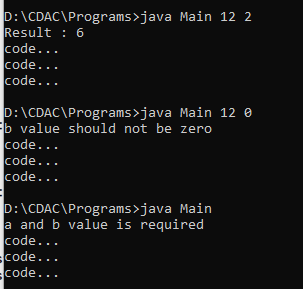 D:\CDAC\Programs>java Main 12 2
Result : 6
code...
code...
code...
D:\CDAC\Programs>java Main 12 0
b value should not be zero
code...
code...
code...
D:\CDAC\Programs>java Main
a and b value is required
code...
code...
code...